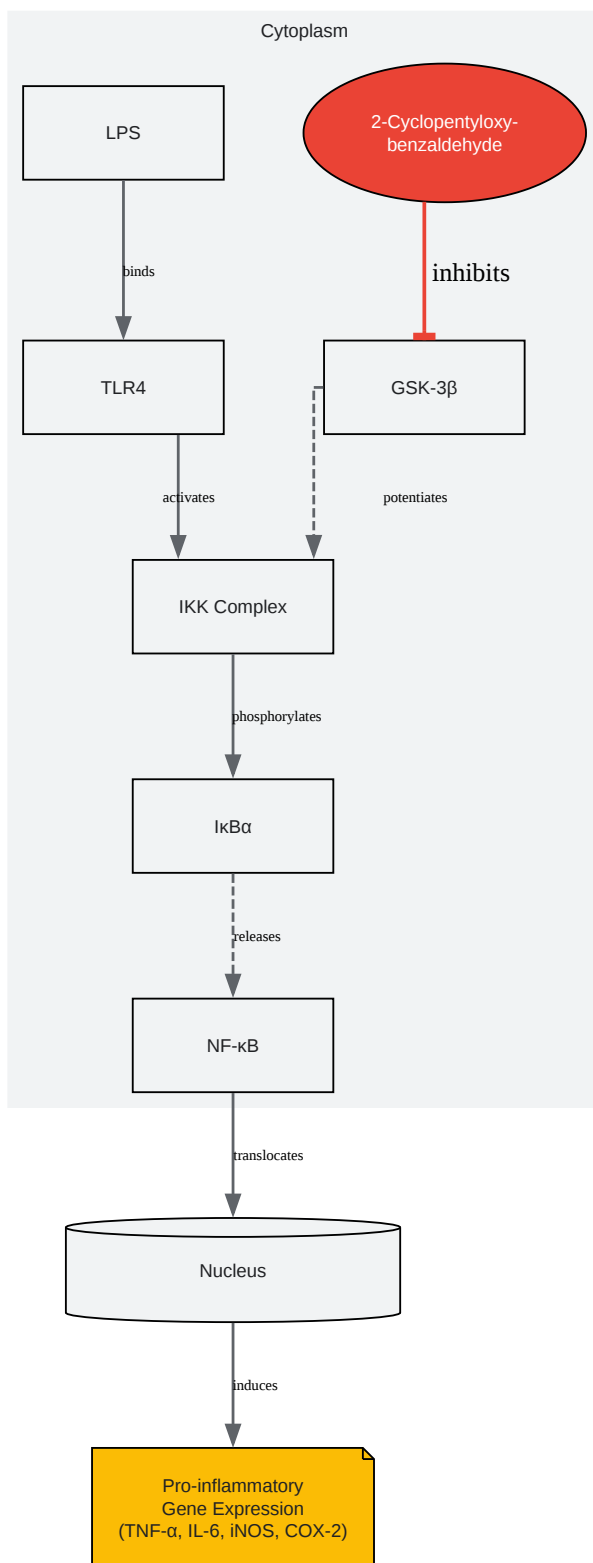 Cytoplasm
LPS
2-Cyclopentyloxy-
benzaldehyde
binds
inhibits
TLR4
GSK-3β
activates
potentiates
IKK Complex
phosphorylates
IκBα
releases
NF-κB
translocates
Nucleus
induces
Pro-inflammatory
Gene Expression
(TNF-α, IL-6, iNOS, COX-2)